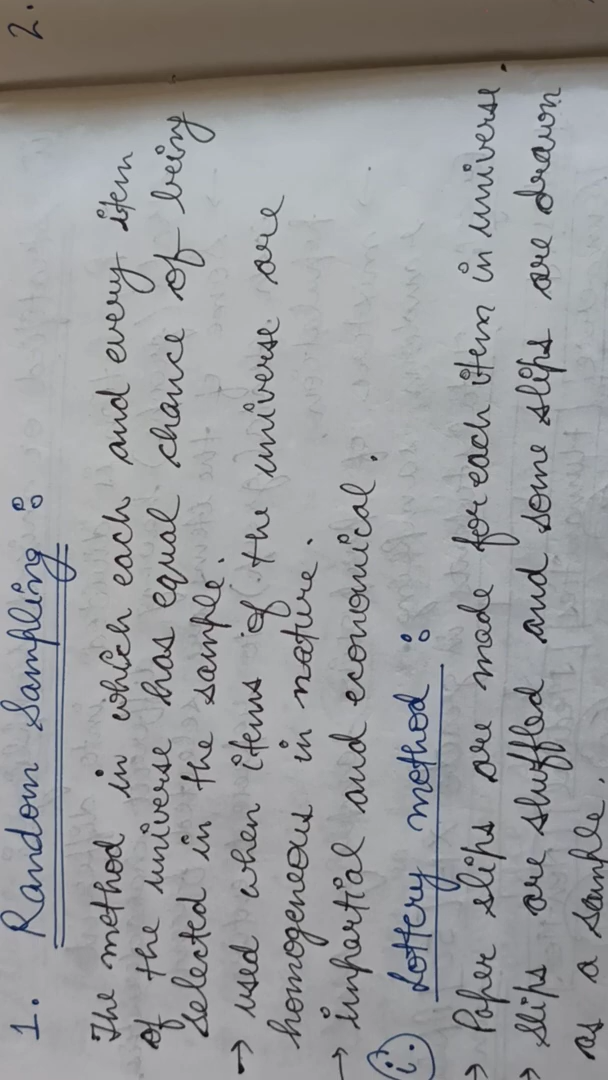 1. Random Sampling :
The method in which each and every item
of the universe has equal chance of being
selected in the sample.
→ used when items of the universe are
homogeneous in nature.
→ impartial and economical.
(i.) Lottery method :
→ Paper slips are made for each item in universe.
→ Slips are shuffled and some slips are drawn
as a sample.
2.